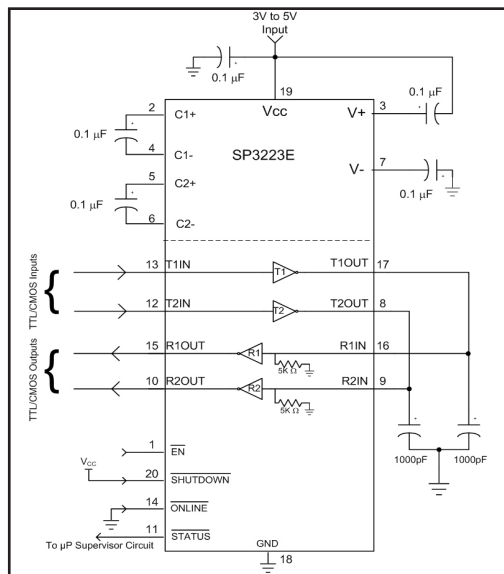 3V to 5V
Input
0.1 µF
19
Vcc
2
C1+
V+
3
0.1 µF
0.1 µF
4
C1-
SP3223E
5
C2+
V-
7
0.1 µF
0.1 µF
6
C2-
TTL/CMOS Inputs
13
T1IN
T1
T1OUT
17
12
T2IN
T2
T2OUT
8
TTL/CMOS Outputs
15
R1OUT
R1
R1IN
16
5K Ω
10
R2OUT
R2
R2IN
9
5K Ω
1
EN
1000pF
1000pF
VCC
20
SHUTDOWN
14
ONLINE
11
STATUS
To µP Supervisor Circuit
GND
18